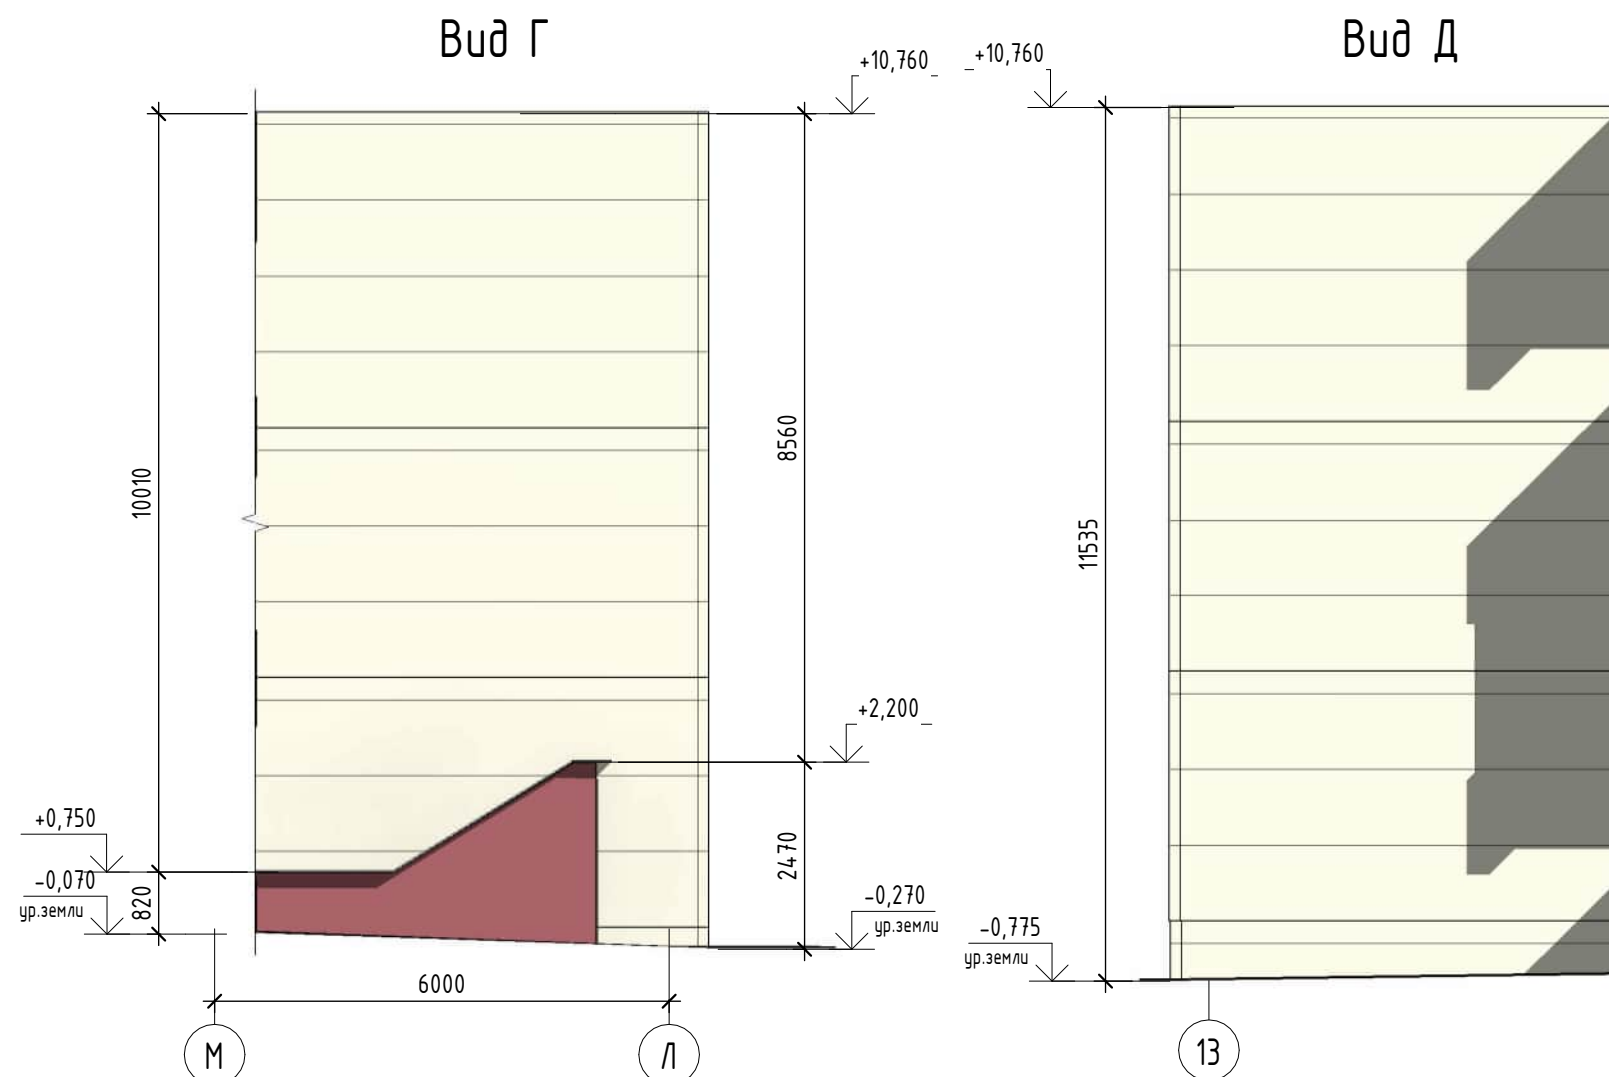 Вид Г
Вид Д
+10,760
+10,760
10010
8560
11535
+2,200
+0,750
-0,070
ур.земли
820
2470
-0,270
ур.земли
-0,775
ур.земли
6000
М
Л
13